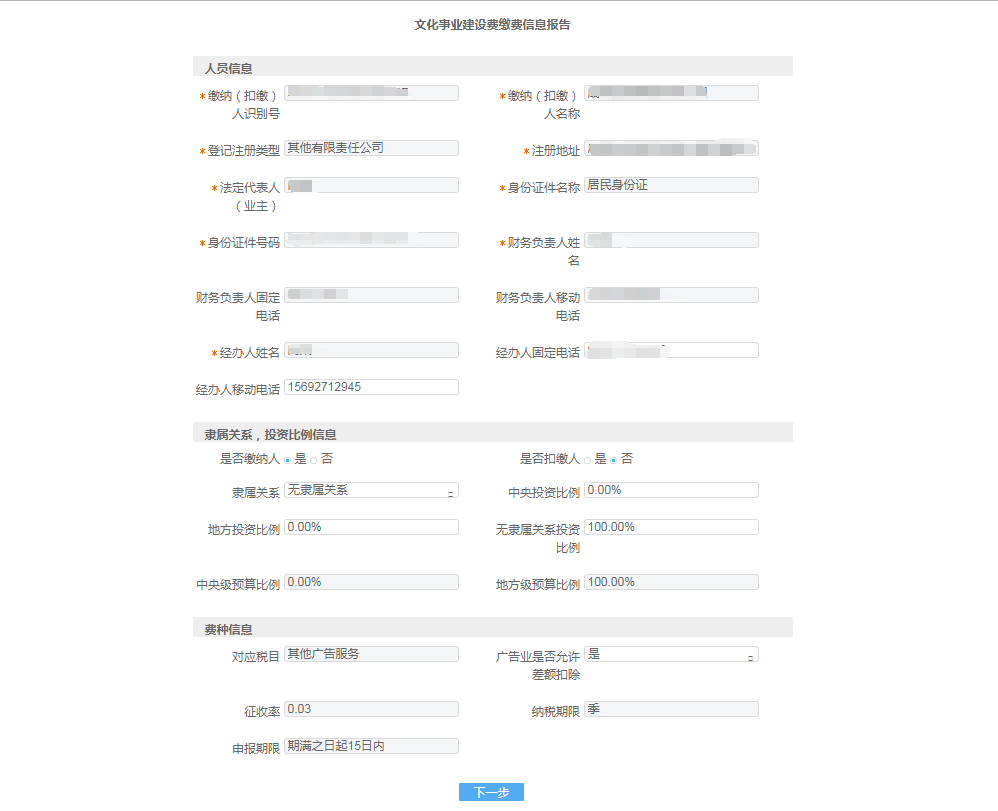 文化事业建设费缴费信息报告
人员信息
*缴纳（扣缴）
人识别号
*缴纳（扣缴）
人名称
*登记注册类型 其他有限责任公司
*注册地址
*法定代表人
（业主）
*身份证件名称 居民身份证
*身份证件号码
*财务负责人姓
名
财务负责人固定
电话
财务负责人移动
电话
*经办人姓名
经办人固定电话
经办人移动电话 15692712945
隶属关系，投资比例信息
是否缴纳人 是 否
是否扣缴人 是 否
隶属关系 无隶属关系
中央投资比例 0.00%
地方投资比例 0.00%
无隶属关系投资 100.00%
比例
中央级预算比例 0.00%
地方级预算比例 100.00%
费种信息
对应税目 其他广告服务
广告业是否允许 是
差额扣除
征收率 0.03
纳税期限 季
申报期限 期满之日起15日内
下一步